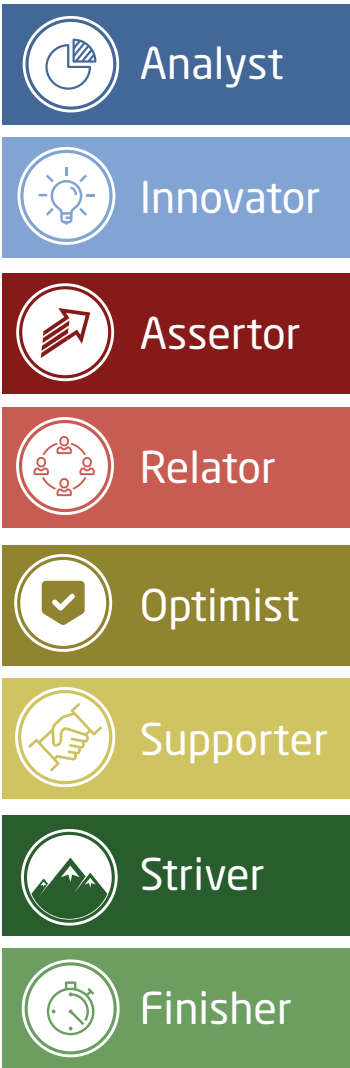 Analyst
Innovator
Assertor
Relator
Optimist
Supporter
Striver
Finisher